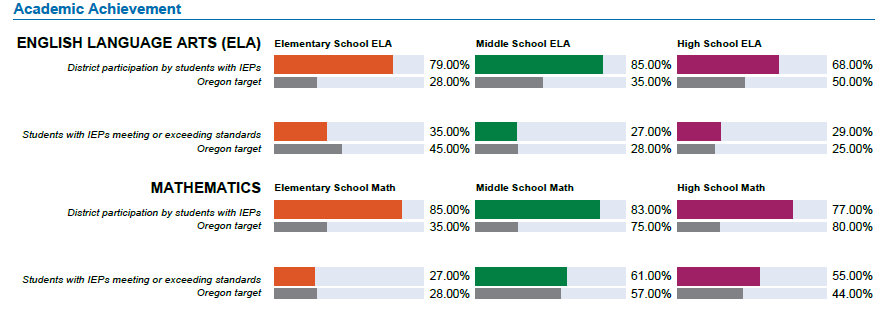 Academic Achievement
ENGLISH LANGUAGE ARTS (ELA) Elementary School ELA Middle School ELA High School ELA
District participation by students with IEPs 79.00% 85.00% 68.00%
Oregon target 28.00% 35.00% 50.00%
Students with IEPs meeting or exceeding standards 35.00% 27.00% 29.00%
Oregon target 45.00% 28.00% 25.00%
MATHEMATICS Elementary School Math Middle School Math High School Math
District participation by students with IEPs 85.00% 83.00% 77.00%
Oregon target 35.00% 75.00% 80.00%
Students with IEPs meeting or exceeding standards 27.00% 61.00% 55.00%
Oregon target 28.00% 57.00% 44.00%